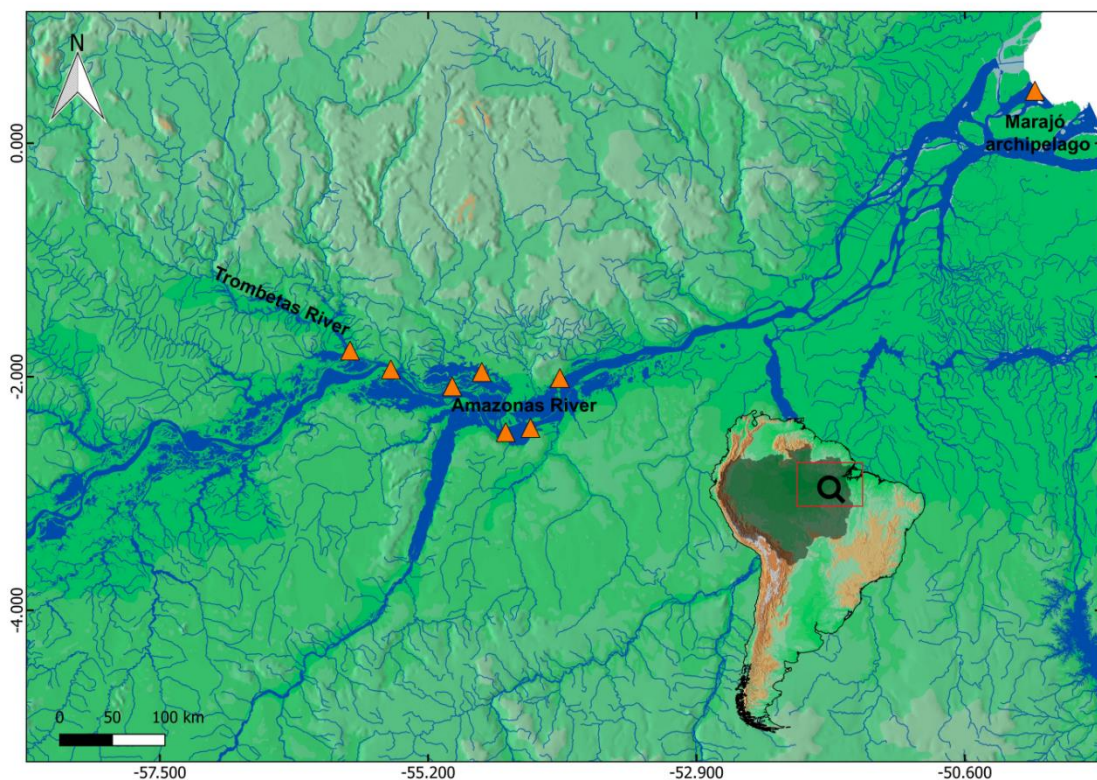 N
0.000
Marajó
archipelago
Trombetas River
-2.000
Amazonas River
-4.000
0 50 100 km
-57.500 -55.200 -52.900 -50.600